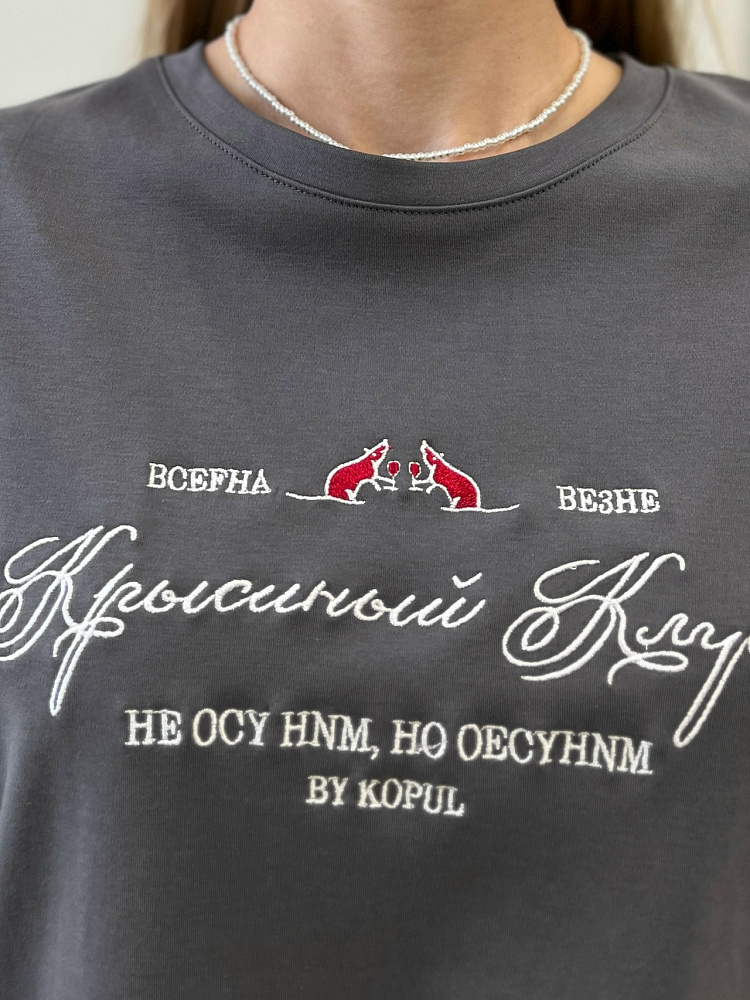 ВСЕFНА ВЕЗНЕ
Крысиный Клу
НЕ ОСУ НNМ, НО ОЕСУНNМ
BY KOPUL